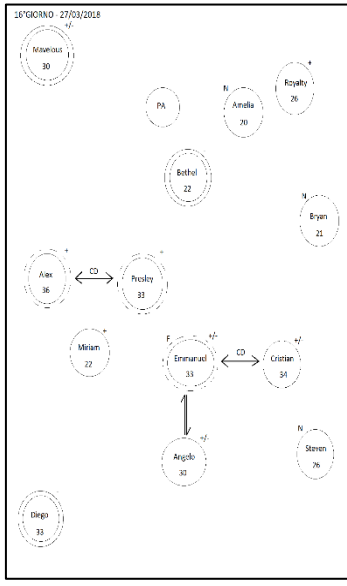 16°GIORNO - 27/03/2018
+/-
Mavelous
30
+
Royalty
26
N
Amelia
20
PA
Bethel
22
N
Bryan
21
+
Alex
36
CD
+
Presley
33
+
Miriam
22
F
+/-
Emmanuel
33
CD
+/
Cristian
34
+/-
Angelo
30
N
Steven
26
Diego
33